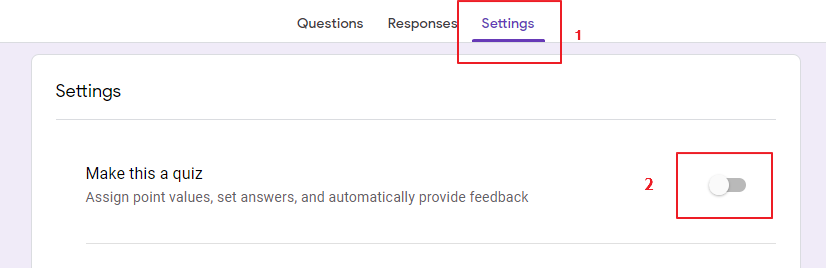 Questions Responses Settings
1
Settings
Make this a quiz
2
Assign point values, set answers, and automatically provide feedback